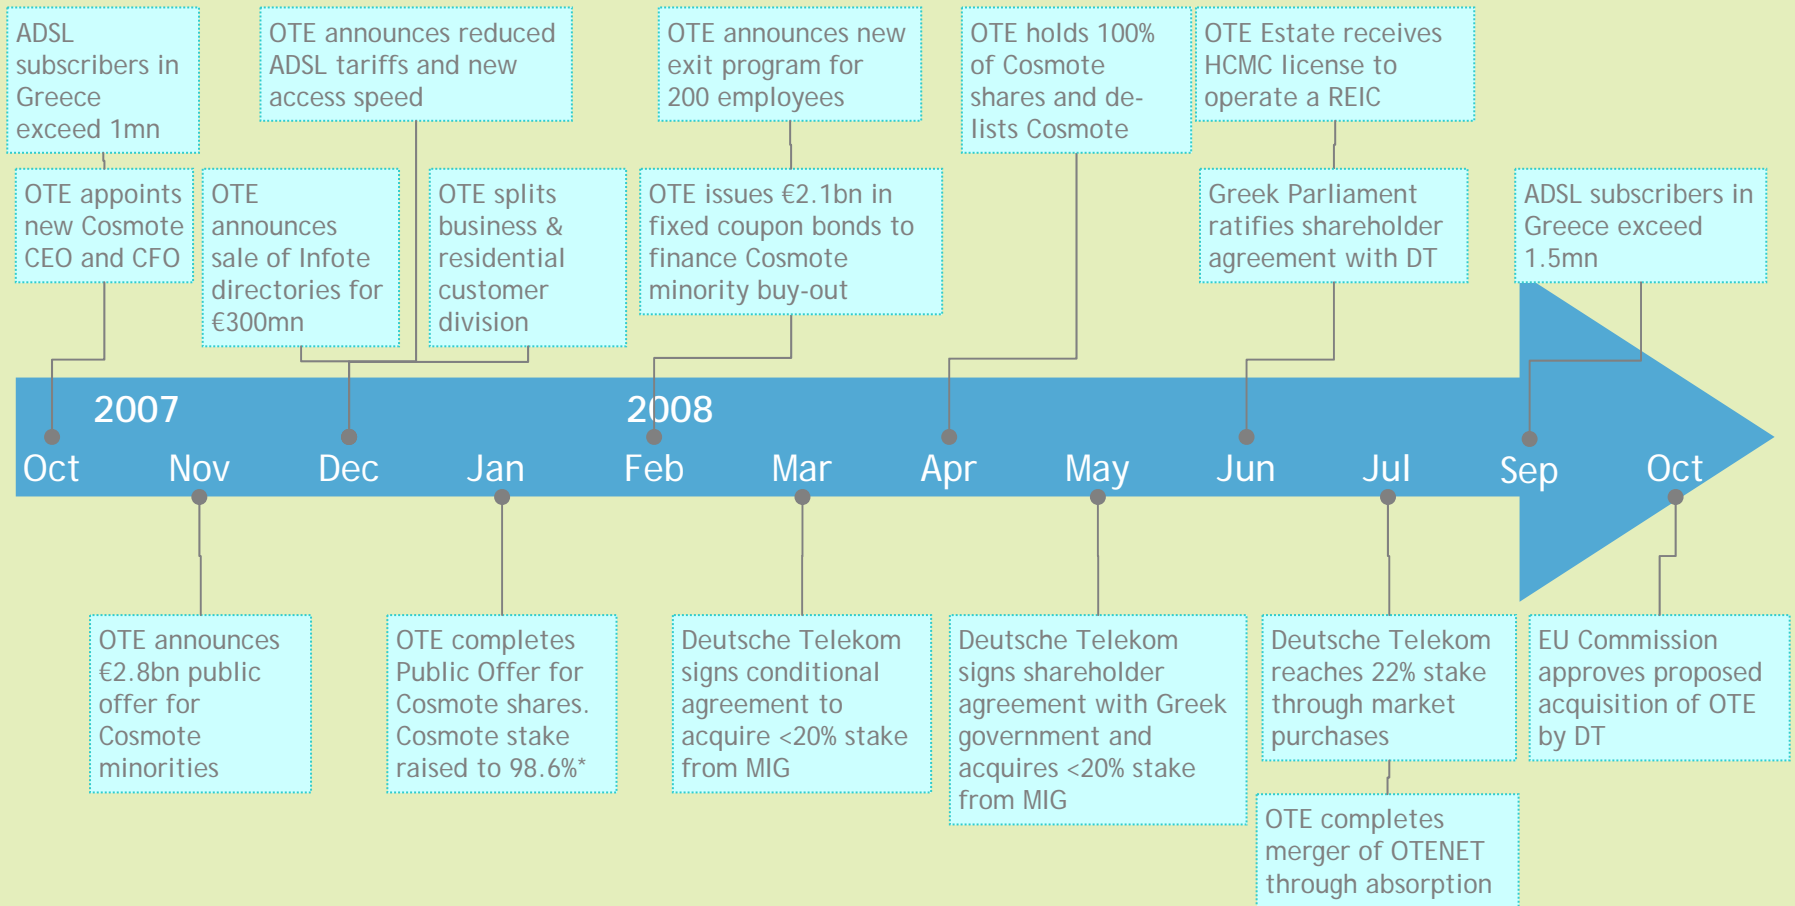 ADSL
subscribers in
Greece
exceed 1mn
OTE announces reduced
ADSL tariffs and new
access speed
OTE announces new
exit program for
200 employees
OTE holds 100%
of Cosmote
shares and de-
lists Cosmote
OTE Estate receives
HCMC license to
operate a REIC
OTE appoints
new Cosmote
CEO and CFO
OTE
announces
sale of Infote
directories for
€300mn
OTE splits
business &
residential
customer
division
OTE issues €2.1bn in
fixed coupon bonds to
finance Cosmote
minority buy-out
Greek Parliament
ratifies shareholder
agreement with DT
ADSL subscribers in
Greece exceed
1.5mn
2007
2008
Oct
Nov
Dec
Jan
Feb
Mar
Apr
May
Jun
Jul
Sep
Oct
OTE announces
€2.8bn public
offer for
Cosmote
minorities
OTE completes
Public Offer for
Cosmote shares.
Cosmote stake
raised to 98.6%*
Deutsche Telekom
signs conditional
agreement to
acquire <20% stake
from MIG
Deutsche Telekom
signs shareholder
agreement with Greek
government and
acquires <20% stake
from MIG
Deutsche Telekom
reaches 22% stake
through market
purchases
EU Commission
approves proposed
acquisition of OTE
by DT
OTE completes
merger of OTENET
through absorption